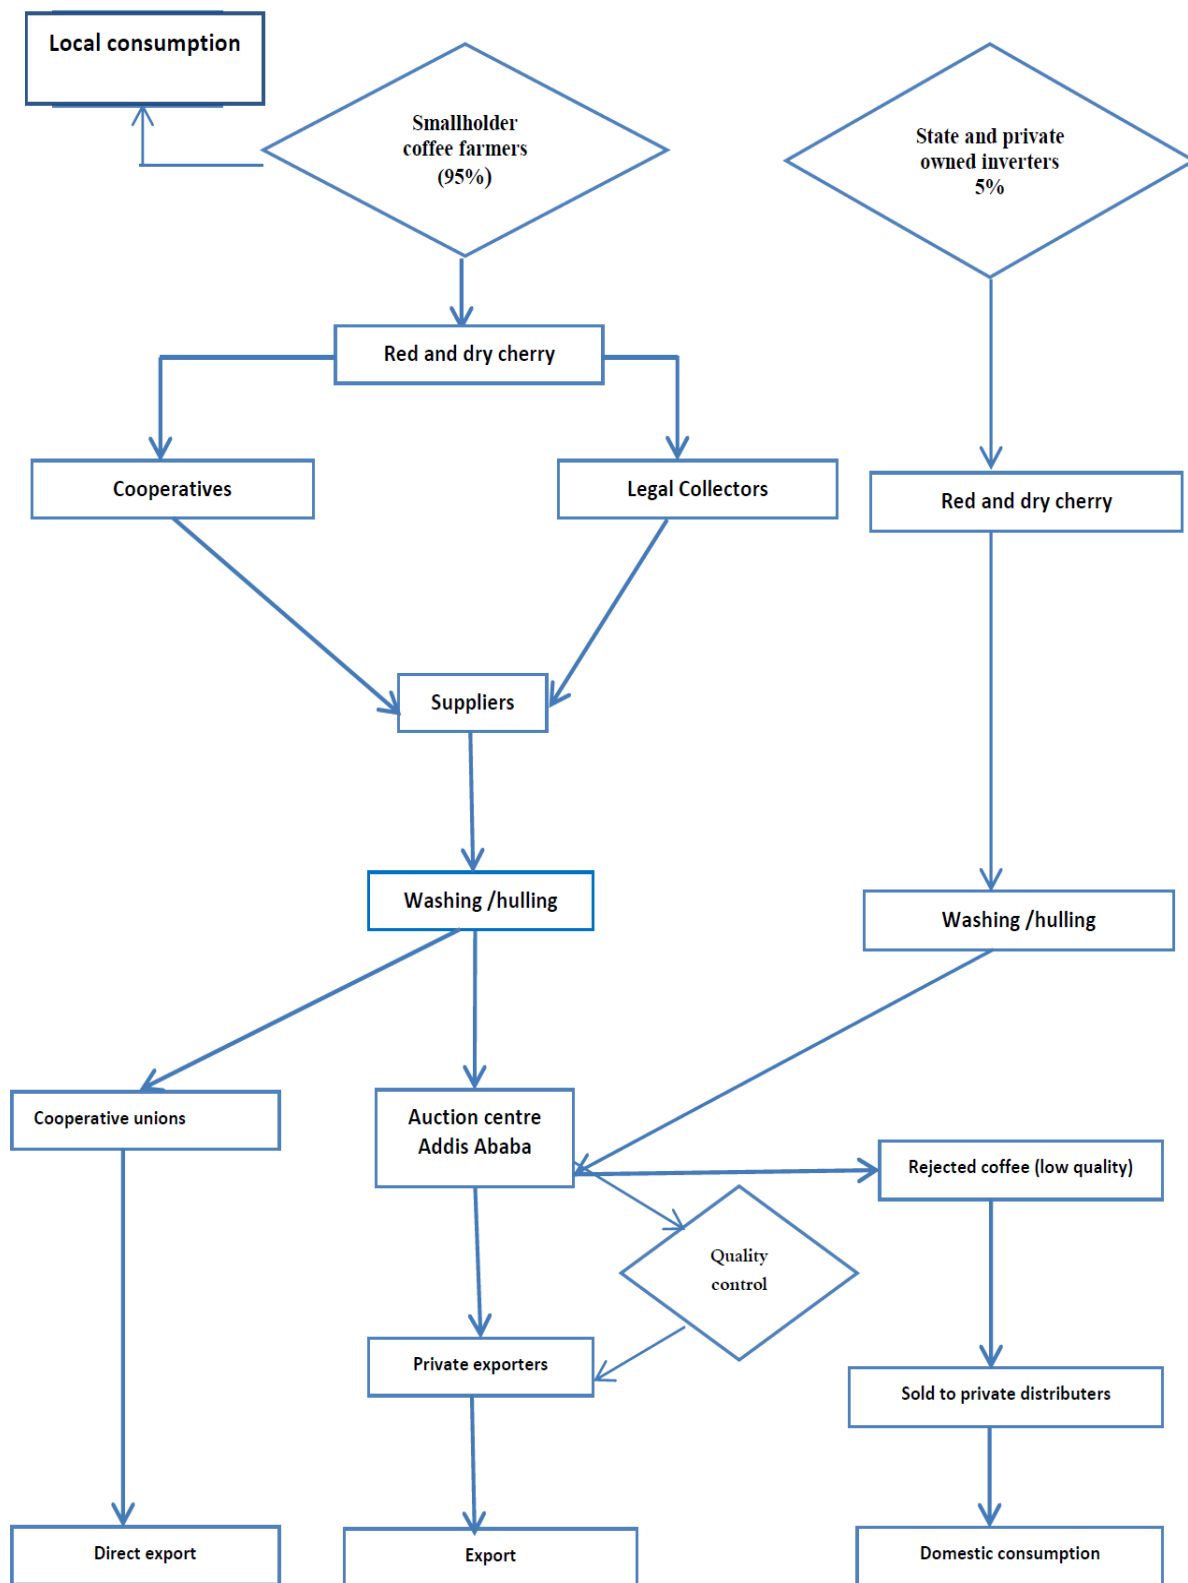 Local consumption
Smallholder
coffee farmers
(95%)
State and private
owned inverters
5%
Red and dry cherry
Cooperatives
Legal Collectors
Red and dry cherry
Suppliers
Washing /hulling
Washing /hulling
Cooperative unions
Auction centre
Addis Ababa
Rejected coffee (low quality)
Quality
control
Private exporters
Sold to private distributers
Direct export
Export
Domestic consumption